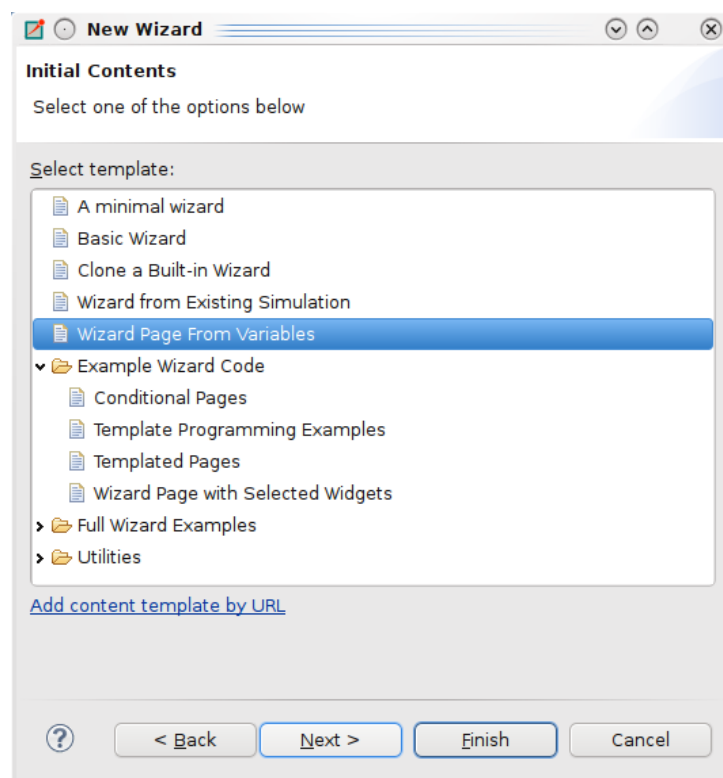 New Wizard
Initial Contents
Select one of the options below
Select template:
A minimal wizard
Basic Wizard
Clone a Built-in Wizard
Wizard from Existing Simulation
Wizard Page From Variables
Example Wizard Code
Conditional Pages
Template Programming Examples
Templated Pages
Wizard Page with Selected Widgets
Full Wizard Examples
Utilities
Add content template by URL
? < Back Next > Finish Cancel